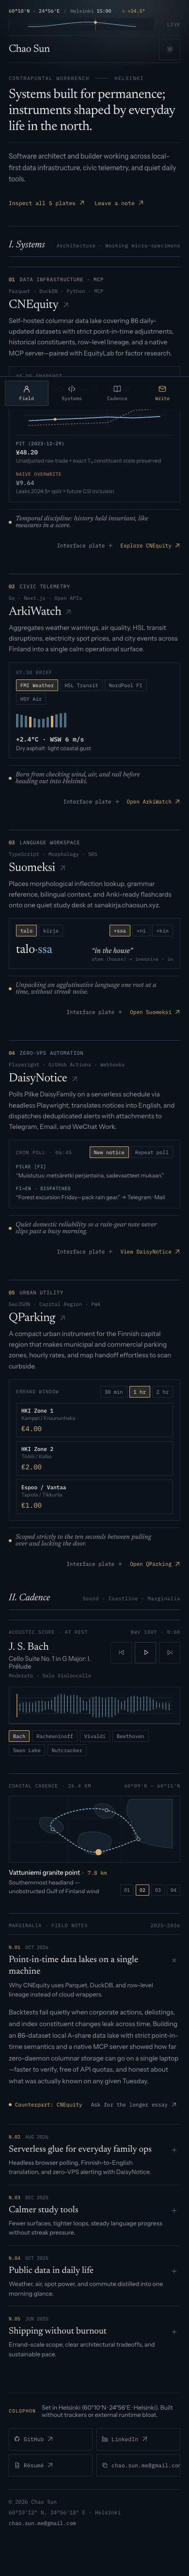 60°10′N · 24°56′E / Helsinki 15:00 +24.5°
LIVE
Chao Sun
CONTRAPUNTAL WORKBENCH HELSINKI
Systems built for permanence;
instruments shaped by everyday
life in the north.
Software architect and builder working across local-
first data infrastructure, civic telemetry, and quiet daily
tools.
Inspect all 5 plates ↗ Leave a note ↗
I. Systems Architecture · Working micro-specimens
01 DATA INFRASTRUCTURE · MCP
CNEquity ↗
Parquet · DuckDB · Python · MCP
Self-hosted columnar data lake covering 86 daily-
updated datasets with strict point-in-time adjustments,
historical constituents, row-level lineage, and a native
MCP server—paired with EquityLab for factor research.
Field Systems Cadence Write
PIT (2023-12-29)
¥48.20
WAIVE OVERWRITE
¥9.64
Leaks 2024 5:1 split + future CSI inclusion
Temporal discipline: history held invariant, like
measures in a score.
Interface plate + Explore CNEquity ↗
02 CIVIC TELEMETRY
ArkiWatch ↗
Go · Next.js · Open APIs
Aggregates weather warnings, air quality, HSL transit
disruptions, electricity spot prices, and city events across
Finland into a single calm operational surface.
07:30 BRIEF
FMI Weather HSL Transit NordPool FI
HSY Air
+2.4°C · WSW 6 m/s
Dry asphalt · light coastal gust
Born from checking wind, air, and rail before
heading out into Helsinki.
Interface plate + Open ArkiWatch ↗
03 LANGUAGE WORKSPACE
Suomeksi ↗
TypeScript · Morphology · SRS
Places morphological inflection lookup, grammar
reference, bilingual context, and Anki-ready flashcards
onto one quiet study desk at sanakirja.chaosun.xyz.
talo kirja +ssa +ni +kin
talo·ssa "in the house"
stem (house) + inessive · in
Unpacking an agglutinative language one root at a
time, without streak noise.
Interface plate + Open Suomeksi ↗
04 ZERO-VPS AUTOMATION
DaisyNotice ↗
Playwright · GitHub Actions · Webhooks
Polls Pilke DaisyFamily on a serverless schedule via
headless Playwright, translates notices into English, and
dispatches deduplicated alerts with attachments to
Telegram, Email, and WeChat Work.
CRON POLL · 06:45 New notice Repeat poll
PILKE [FI]
"Muistutus: metsäretki perjantaina, sadevaatteet mukaan."
FI→EN · DISPATCHED
"Forest excursion Friday—pack rain gear." → Telegram · Mail
Quiet domestic reliability so a rain-gear note never
slips past a busy morning.
Interface plate + View DaisyNotice ↗
05 URBAN UTILITY
QParking ↗
GeoJSON · Capital Region · PWA
A compact urban instrument for the Finnish capital
region that makes municipal and commercial parking
zones, hourly rates, and map handoff effortless to scan
curbside.
ERRAND WINDOW 30 min 1 hr 2 hr
HKI Zone 1
Kamppi / Kruununhaka
€4.00
HKI Zone 2
Töölö / Kallio
€2.00
Espoo / Vantaa
Tapiola / Tikkurila
€1.00
Scoped strictly to the ten seconds between pulling
over and locking the door.
Interface plate + Open QParking ↗
II. Cadence Sound · Coastline · Marginalia
ACOUSTIC SCORE · AT REST BWV 1007 · 0:00
J. S. Bach
Cello Suite No. 1 in G Major: I.
Prélude
Moderato · Solo Violoncello
Bach Rachmaninoff Vivaldi Beethoven
Swan Lake Nutcracker
COASTAL CADENCE · 26.4 KM 60°09′N — 60°11′N
Vattuniemi granite point · 7.8 km
Southernmost headland —
unobstructed Gulf of Finland wind
01 02 03 04
MARGINALIA · FIELD NOTES 2025–2026
N.01 OCT 2026
Point-in-time data lakes on a single
machine
×
Why CNEquity uses Parquet, DuckDB, and row-level
lineage instead of cloud wrappers.
Backtests fail quietly when corporate actions, delistings,
and index constituent changes leak across time. Building
an 86-dataset local A-share data lake with strict point-in-
time semantics and a native MCP server showed how far
zero-daemon columnar storage can go on a single laptop
—faster to verify, free of API quotas, and honest about
what was actually known on any given Tuesday.
Counterpart: CNEquity Ask for the longer essay ↗
N.02 AUG 2026
Serverless glue for everyday family ops +
Headless browser polling, Finnish-to-English
translation, and zero-VPS alerting with DaisyNotice.
N.03 DEC 2025
Calmer study tools +
Fewer surfaces, tighter loops, steady language progress
without streak pressure.
N.04 OCT 2025
Public data in daily life +
Weather, air, spot power, and commute distilled into one
morning glance.
N.05 JUN 2025
Shipping without burnout +
Errand-scale scope, clear architectural tradeoffs, and
sustainable pace.
COLOPHON Set in Helsinki (60°10′N · 24°56′E · Helsinki). Built
without trackers or external runtime bloat.
GitHub ↗ LinkedIn ↗
Résumé ↗ chao.sun.me@gmail.com
© 2026 Chao Sun
60°10′12″ N, 24°56′18″ E · Helsinki
chao.sun.me@gmail.com